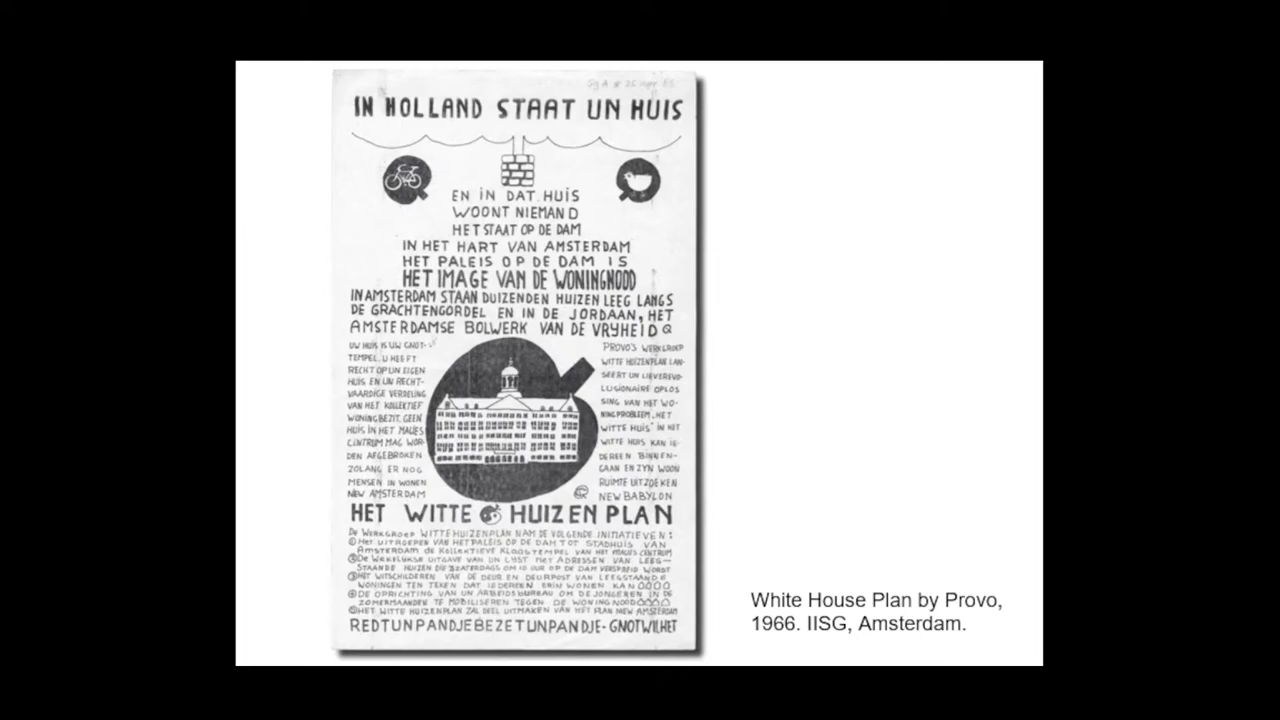 IN HOLLAND STAAT UN HUIS
EN IN DAT HUIS
WOONT NIEMAND
HET STAAT OP DE DAM
IN HET HART VAN AMSTERDAM
HET PALEIS OP DE DAM IS
HET IMAGE VAN DE WONINGNOOD
IN AMSTERDAM STAAN DUIZENDEN HUIZEN LEEG LANGS
DE GRACHTENGORDEL EN IN DE JORDAAN, HET
AMSTERDAMSE BOLWERK VAN DE VRYHEID
UW HUIS IS UW GNOT-
TEMPEL. U HEEFT
RECHT OP UN EIGEN
HUIS EN UN RECHT-
VAARDIGE VERDELING
VAN HET KOLLEKTIEF
WONINGBEZIT. GEEN
HUIS IN HET MAGIES
CENTRUM MAG WOR-
DEN AFGEBROKEN
ZOLANG ER NOG
MENSEN IN WONEN
NEW AMSTERDAM
PROVO'S WERKGROEP
WITTE HUIZENPLAN LAN-
SEERT UN LIEVEREVO-
LUSIONAIRE OPLOS
SING VAN HET WO-
NINGPROBLEEM, HET
WITTE HUIS" IN HET
WITTE HUIS KAN IE-
DEREEN BINNEN-
GAAN EN ZYN WOON
RUIMTE UITZOEKEN
NEW BABYLON
HET WITTE HUIZENPLAN
DE WERKGROEP WITTEHUIZENPLAN NAM DE VOLGENDE INITIATIEVEN:
HET UITROEPEN VAN HET PALEIS OP DE DAM TOT STADHUIS VAN
AMSTERDAM DE KOLLEKTIEVE KLAASTEMPEL VAN HET MAGIES CENTRUM
DE WEKELYKSE UITGAVE VAN UN LYST MET ADRESSEN VAN LEEG-
STAANDE HUIZEN DIE ZATERDAGS OM 10 UUR OP DE DAM VERSPREID WORDT
HET WITSCHILDEREN VAN DE DEUR EN DEURPOST VAN LEEGSTAANDE
WONINGEN TEN TEKEN DAT IEDEREEN ERIN WONEN KAN
DE OPRICHTING VAN UN ARBEIDSBUREAU OM DE JONGEREN IN DE
ZOMERMAANDEN TE MOBILISEREN TEGEN DE WONINGNOOD
HET WITTE HUIZENPLAN ZAL DEEL UITMAKEN VAN HET PLAN NEW AMSTERDAM
REDTUNPANDJEBEZETUNPANDJE-GNOTWILHET
White House Plan by Provo,
1966. IISG, Amsterdam.